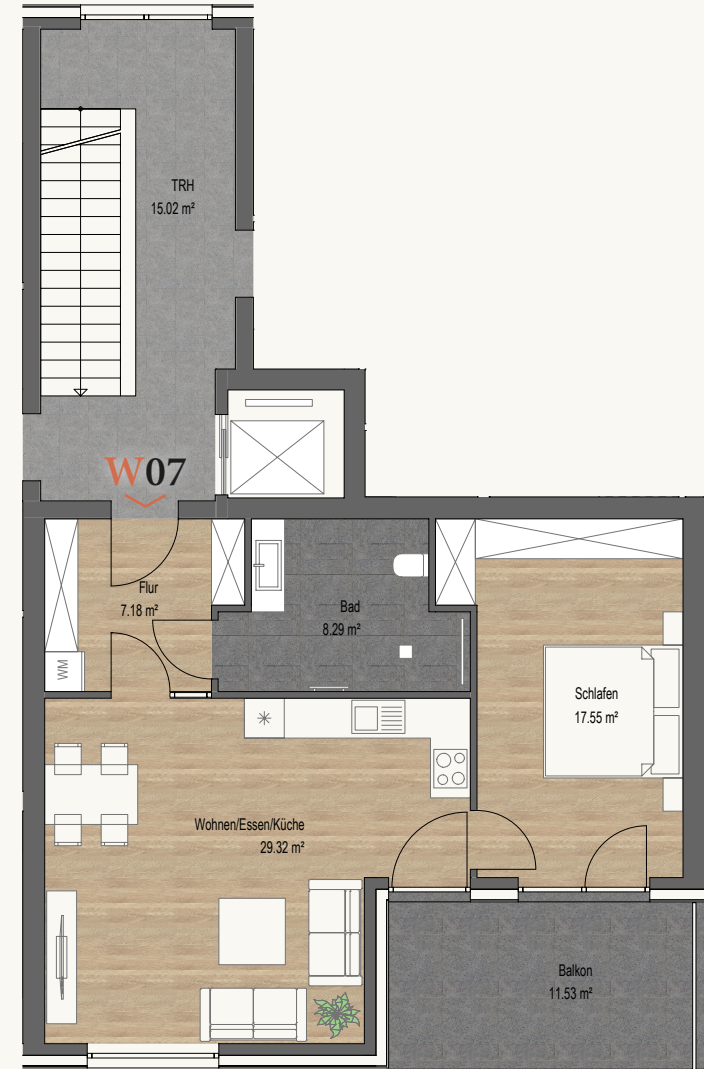 TRH
15.02 m²
W07
Flur
7.18 m²
Bad
8.29 m²
WM
Schlafen
17.55 m²
Wohnen/Essen/Küche
29.32 m²
Balkon
11.53 m²